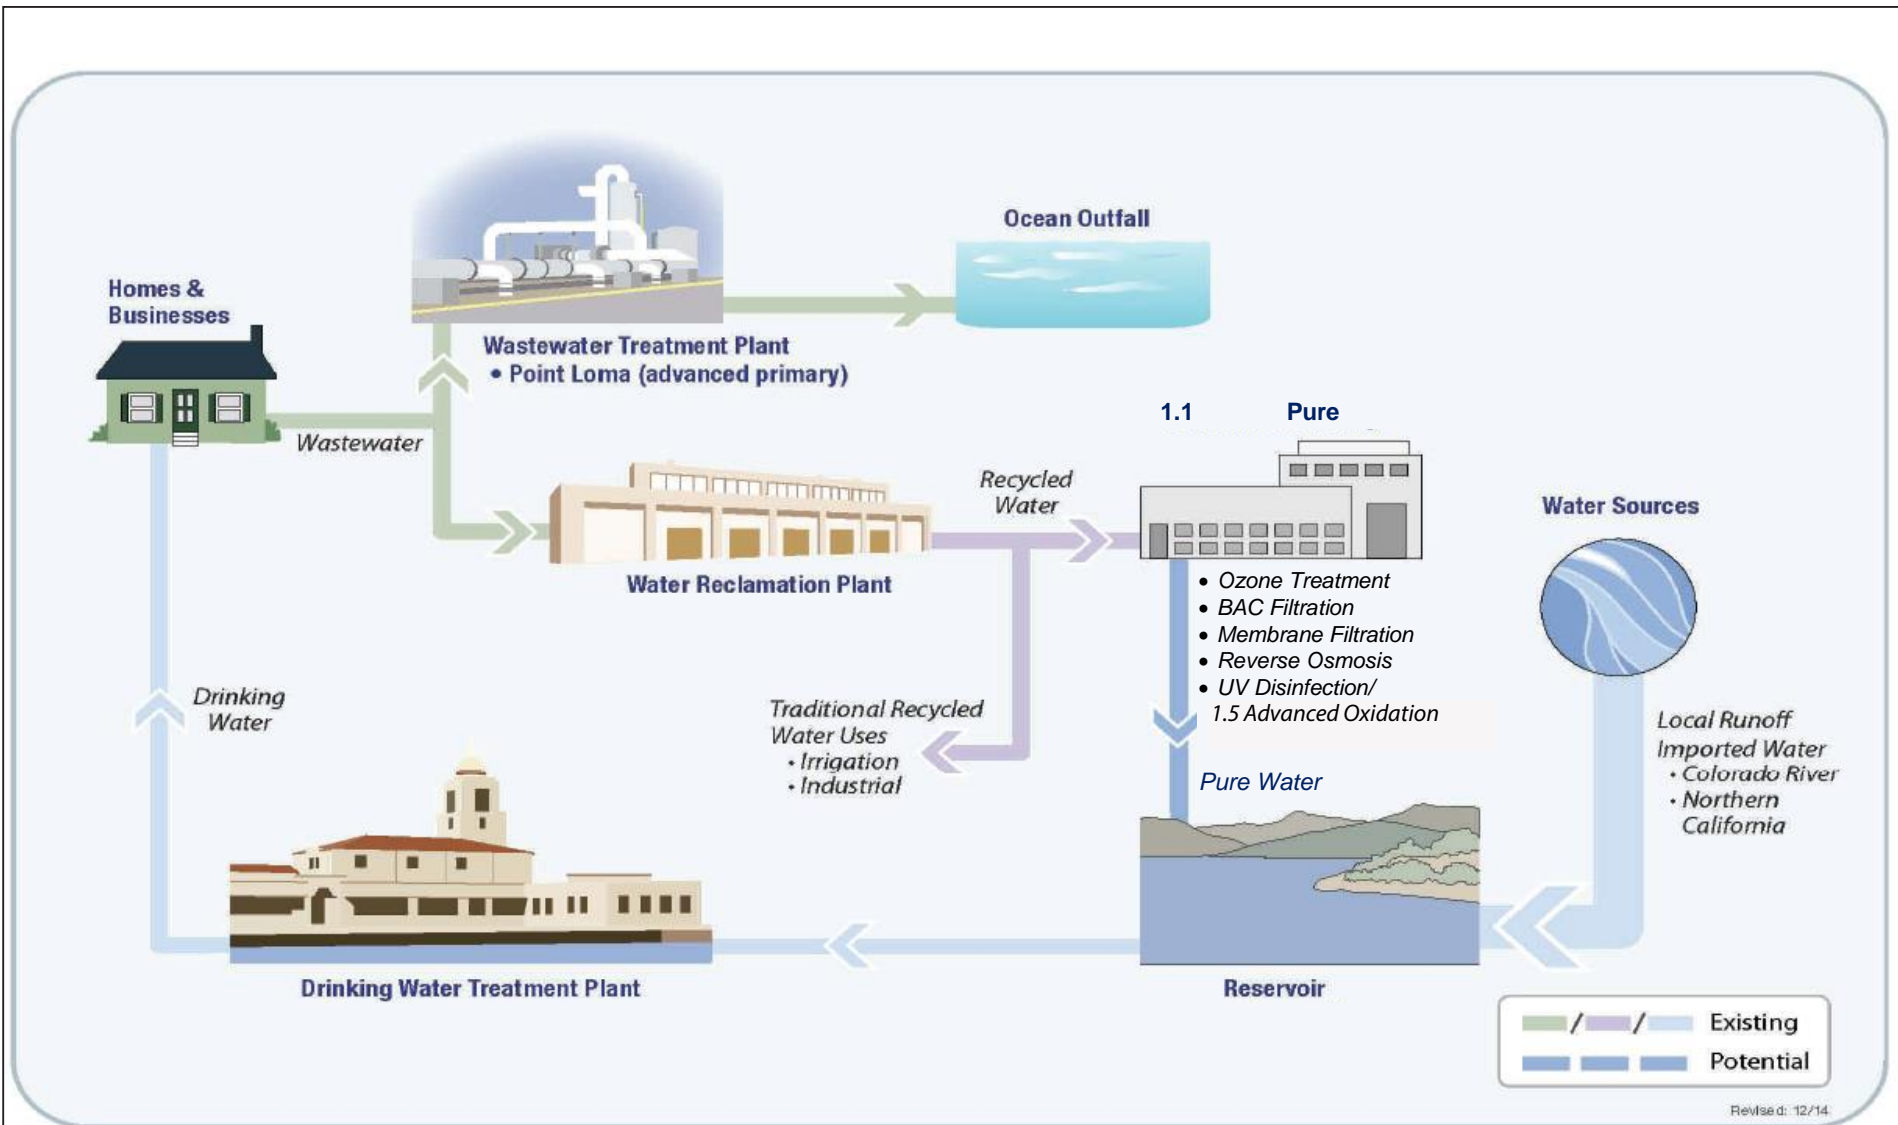 Ocean Outfall
Homes &
Businesses
Wastewater Treatment Plant
• Point Loma (advanced primary)
Wastewater
1.1 Pure
Recycled
Water
Water Sources
Water Reclamation Plant
• Ozone Treatment
• BAC Filtration
• Membrane Filtration
• Reverse Osmosis
• UV Disinfection/
1.5 Advanced Oxidation
Drinking
Water
Traditional Recycled
Water Uses
• Irrigation
• Industrial
Local Runoff
Imported Water
• Colorado River
• Northern
California
Pure Water
Drinking Water Treatment Plant
Reservoir
/ / Existing
Potential
Revised: 12/14